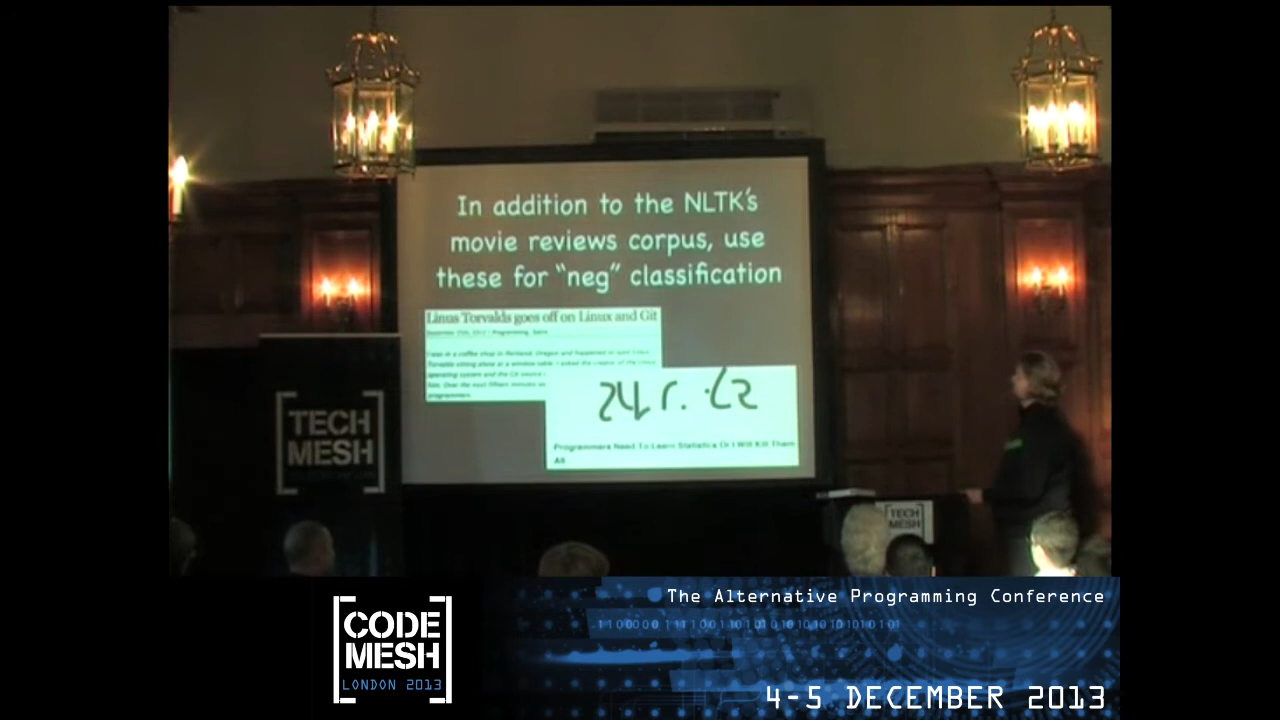 In addition to the NLTK's
movie reviews corpus, use
these for "neg" classification
Linus Torvalds goes off on Linux and Git
Programmers Need To Learn Statistics Or I Will Kill Them
All
TECH
MESH
TECH
MESH
CODE
MESH
LONDON 2013
The Alternative Programming Conference
4-5 DECEMBER 2013